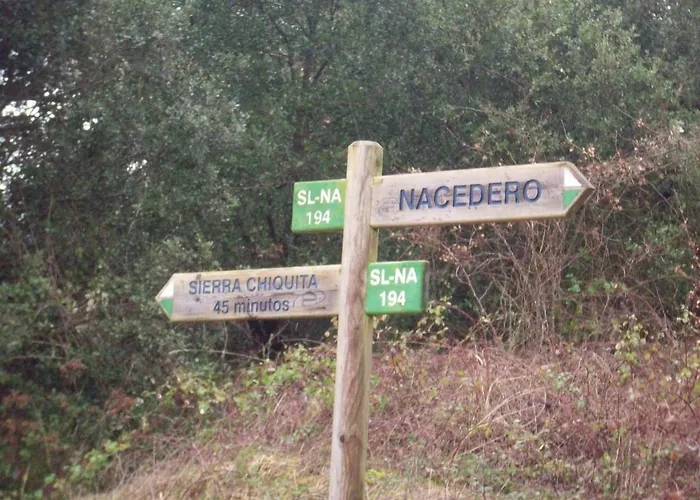 SL-NA
194
NACEDERO
SIERRA CHIQUITA
45 minutos
SL-NA
194